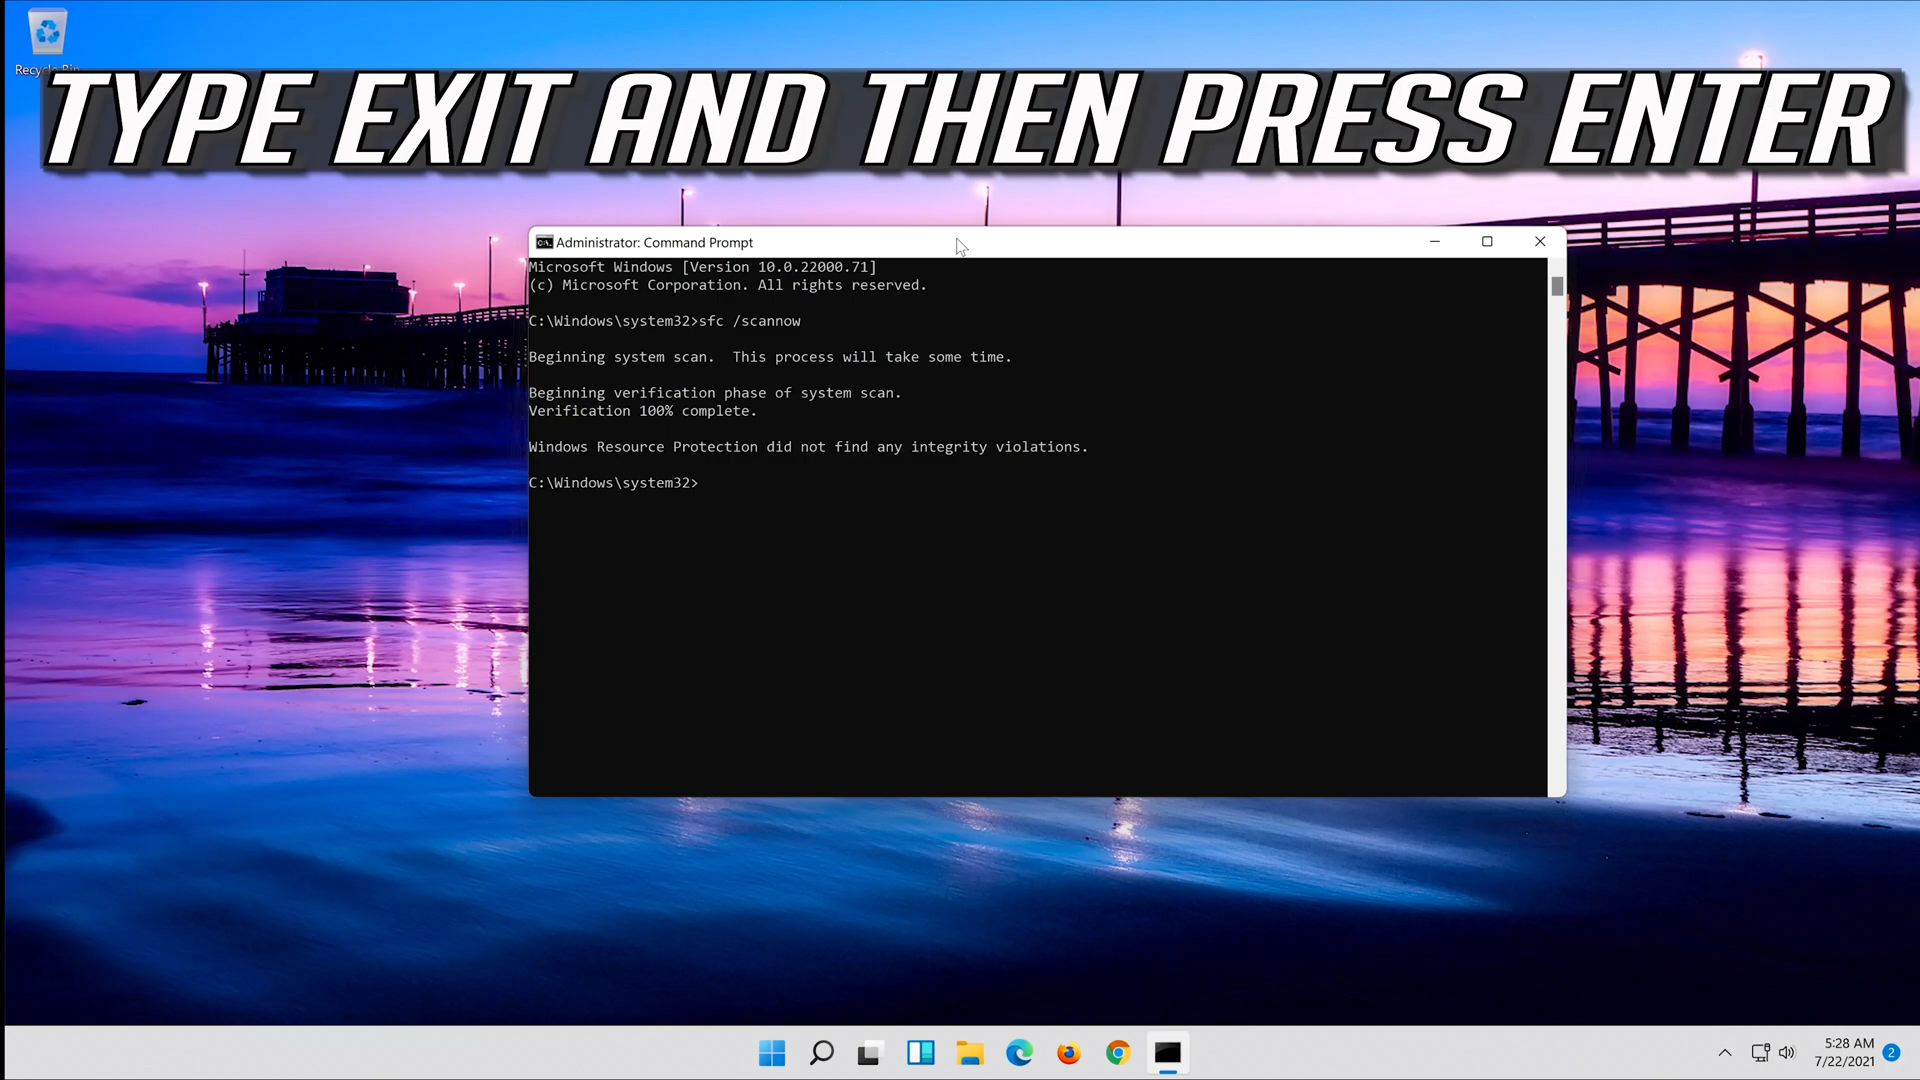 Recycle Bin
TYPE EXIT AND THEN PRESS ENTER
Administrator: Command Prompt
Microsoft Windows [Version 10.0.22000.71]
(c) Microsoft Corporation. All rights reserved.
C:\Windows\system32>sfc /scannow
Beginning system scan.  This process will take some time.
Beginning verification phase of system scan.
Verification 100% complete.
Windows Resource Protection did not find any integrity violations.
C:\Windows\system32>
5:28 AM
7/22/2021
2